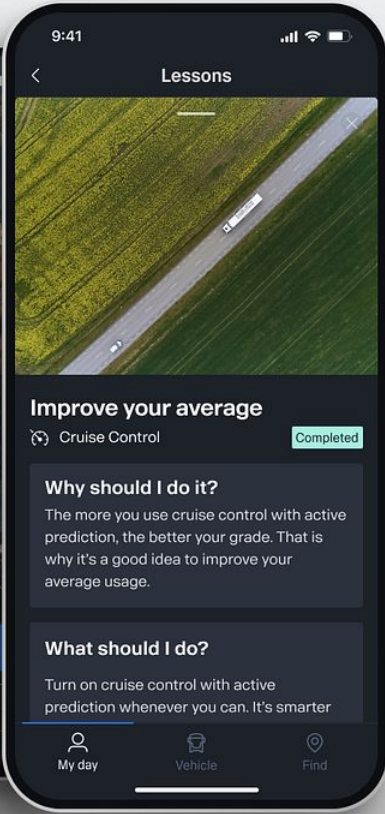 9:41
Lessons
Improve your average
Cruise Control
Completed
Why should I do it?
The more you use cruise control with active
prediction, the better your grade. That is
why it's a good idea to improve your
average usage.
What should I do?
Turn on cruise control with active
prediction whenever you can. It's smarter
My day
Vehicle
Find